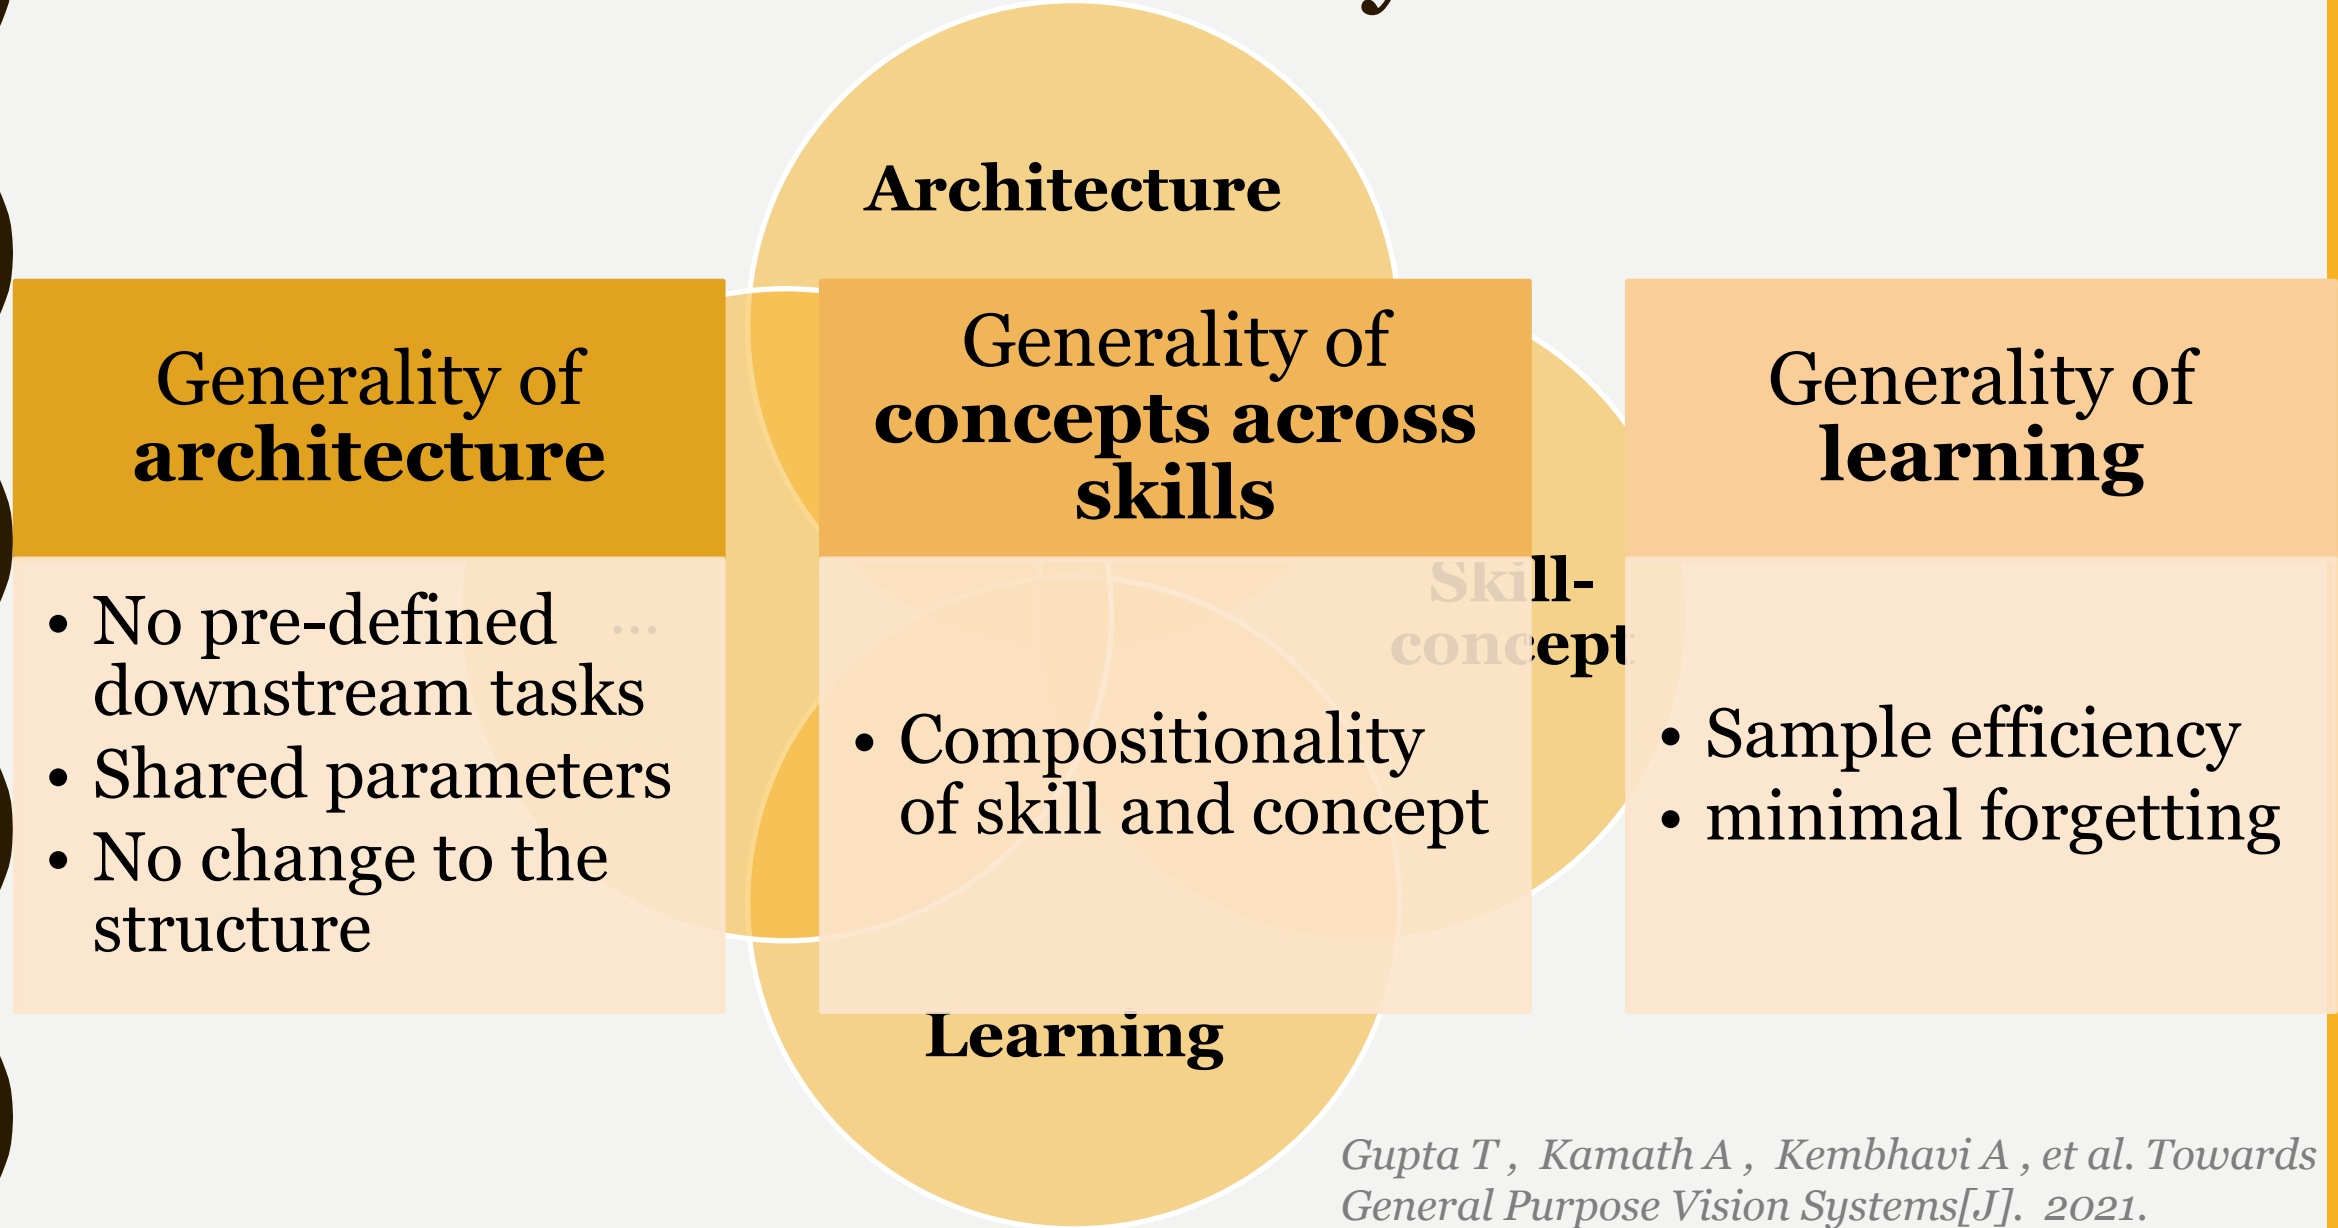 Architecture
Generality of
architecture
• No pre-defined
downstream tasks
• Shared parameters
• No change to the
structure
...
Generality of
concepts across
skills
• Compositionality
of skill and concept
Skill-
concept
Generality of
learning
• Sample efficiency
• minimal forgetting
Learning
Gupta T , Kamath A , Kembhavi A , et al. Towards
General Purpose Vision Systems[J]. 2021.